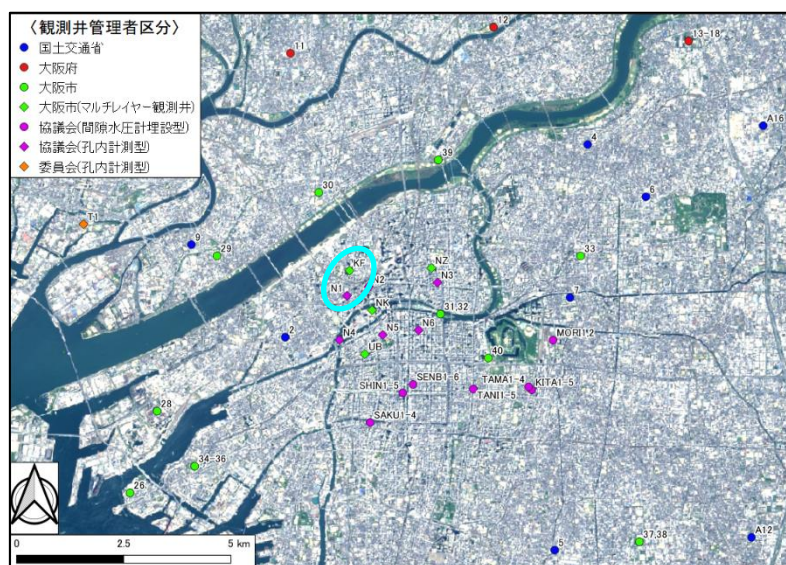 〈観測井管理者区分〉
国土交通省
大阪府
大阪市
大阪市(マルチレイヤー観測井)
協議会(間隙水圧計埋設型)
協議会(孔内計測型)
委員会(孔内計測型)
12
11
13-18
A16
4
39
6
30
T1
9
29
33
KF
NZ
N3
N2
N1
7
NK
31,32
N6
N5
N4
2
MORI1,2
UB
40
SENB1-6
TAMA1-4
KITA1-5
SHIN1-5
TANI1-5
28
SAKU1-4
34-36
26
37,38
A12
5
0
2.5
5 km